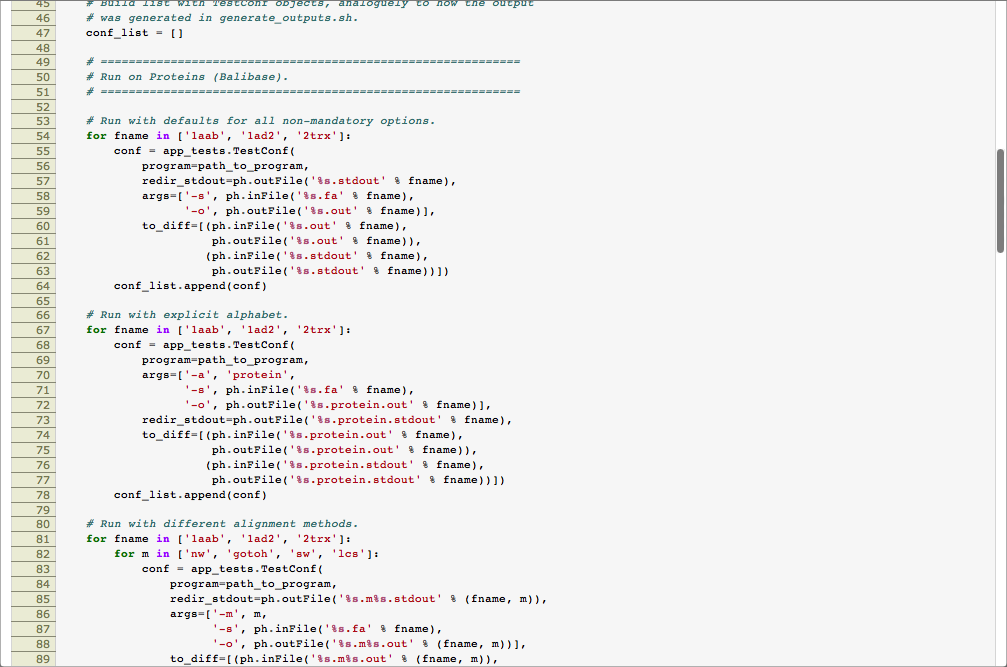 45 # Build list with TestConf objects, analoguely to how the output
46 # was generated in generate_outputs.sh.
47 conf_list = []
48
49 # ============================================================
50 # Run on Proteins (Balibase).
51 # ============================================================
52
53 # Run with defaults for all non-mandatory options.
54 for fname in ['1aab', '1ad2', '2trx']:
55 conf = app_tests.TestConf(
56 program=path_to_program,
57 redir_stdout=ph.outFile('%s.stdout' % fname),
58 args=['-s', ph.inFile('%s.fa' % fname),
59 '-o', ph.outFile('%s.out' % fname)],
60 to_diff=[(ph.inFile('%s.out' % fname),
61 ph.outFile('%s.out' % fname)),
62 (ph.inFile('%s.stdout' % fname),
63 ph.outFile('%s.stdout' % fname))])
64 conf_list.append(conf)
65
66 # Run with explicit alphabet.
67 for fname in ['1aab', '1ad2', '2trx']:
68 conf = app_tests.TestConf(
69 program=path_to_program,
70 args=['-a', 'protein',
71 '-s', ph.inFile('%s.fa' % fname),
72 '-o', ph.outFile('%s.protein.out' % fname)],
73 redir_stdout=ph.outFile('%s.protein.stdout' % fname),
74 to_diff=[(ph.inFile('%s.protein.out' % fname),
75 ph.outFile('%s.protein.out' % fname)),
76 (ph.inFile('%s.protein.stdout' % fname),
77 ph.outFile('%s.protein.stdout' % fname))])
78 conf_list.append(conf)
79
80 # Run with different alignment methods.
81 for fname in ['1aab', '1ad2', '2trx']:
82 for m in ['nw', 'gotoh', 'sw', 'lcs']:
83 conf = app_tests.TestConf(
84 program=path_to_program,
85 redir_stdout=ph.outFile('%s.m%s.stdout' % (fname, m)),
86 args=['-m', m,
87 '-s', ph.inFile('%s.fa' % fname),
88 '-o', ph.outFile('%s.m%s.out' % (fname, m))],
89 to_diff=[(ph.inFile('%s.m%s.out' % (fname, m)),